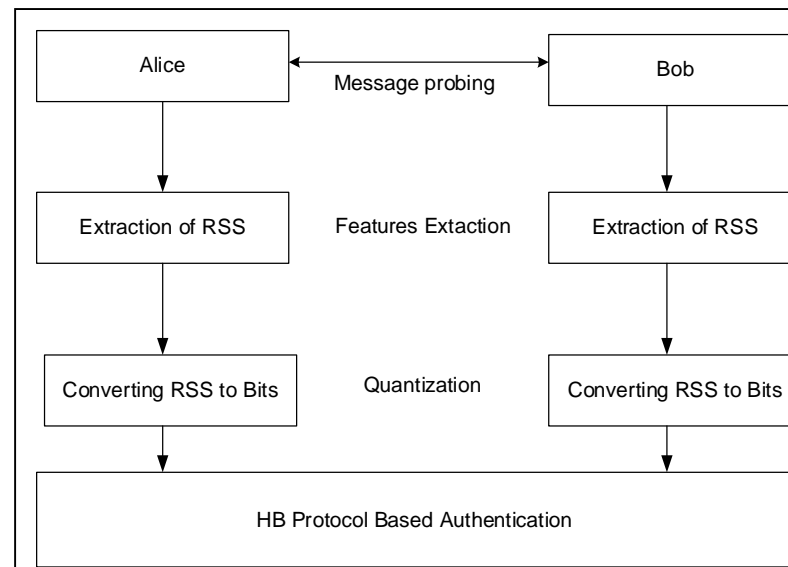 Alice
Bob
Message probing
Extraction of RSS
Features Extaction
Extraction of RSS
Converting RSS to Bits
Quantization
Converting RSS to Bits
HB Protocol Based Authentication